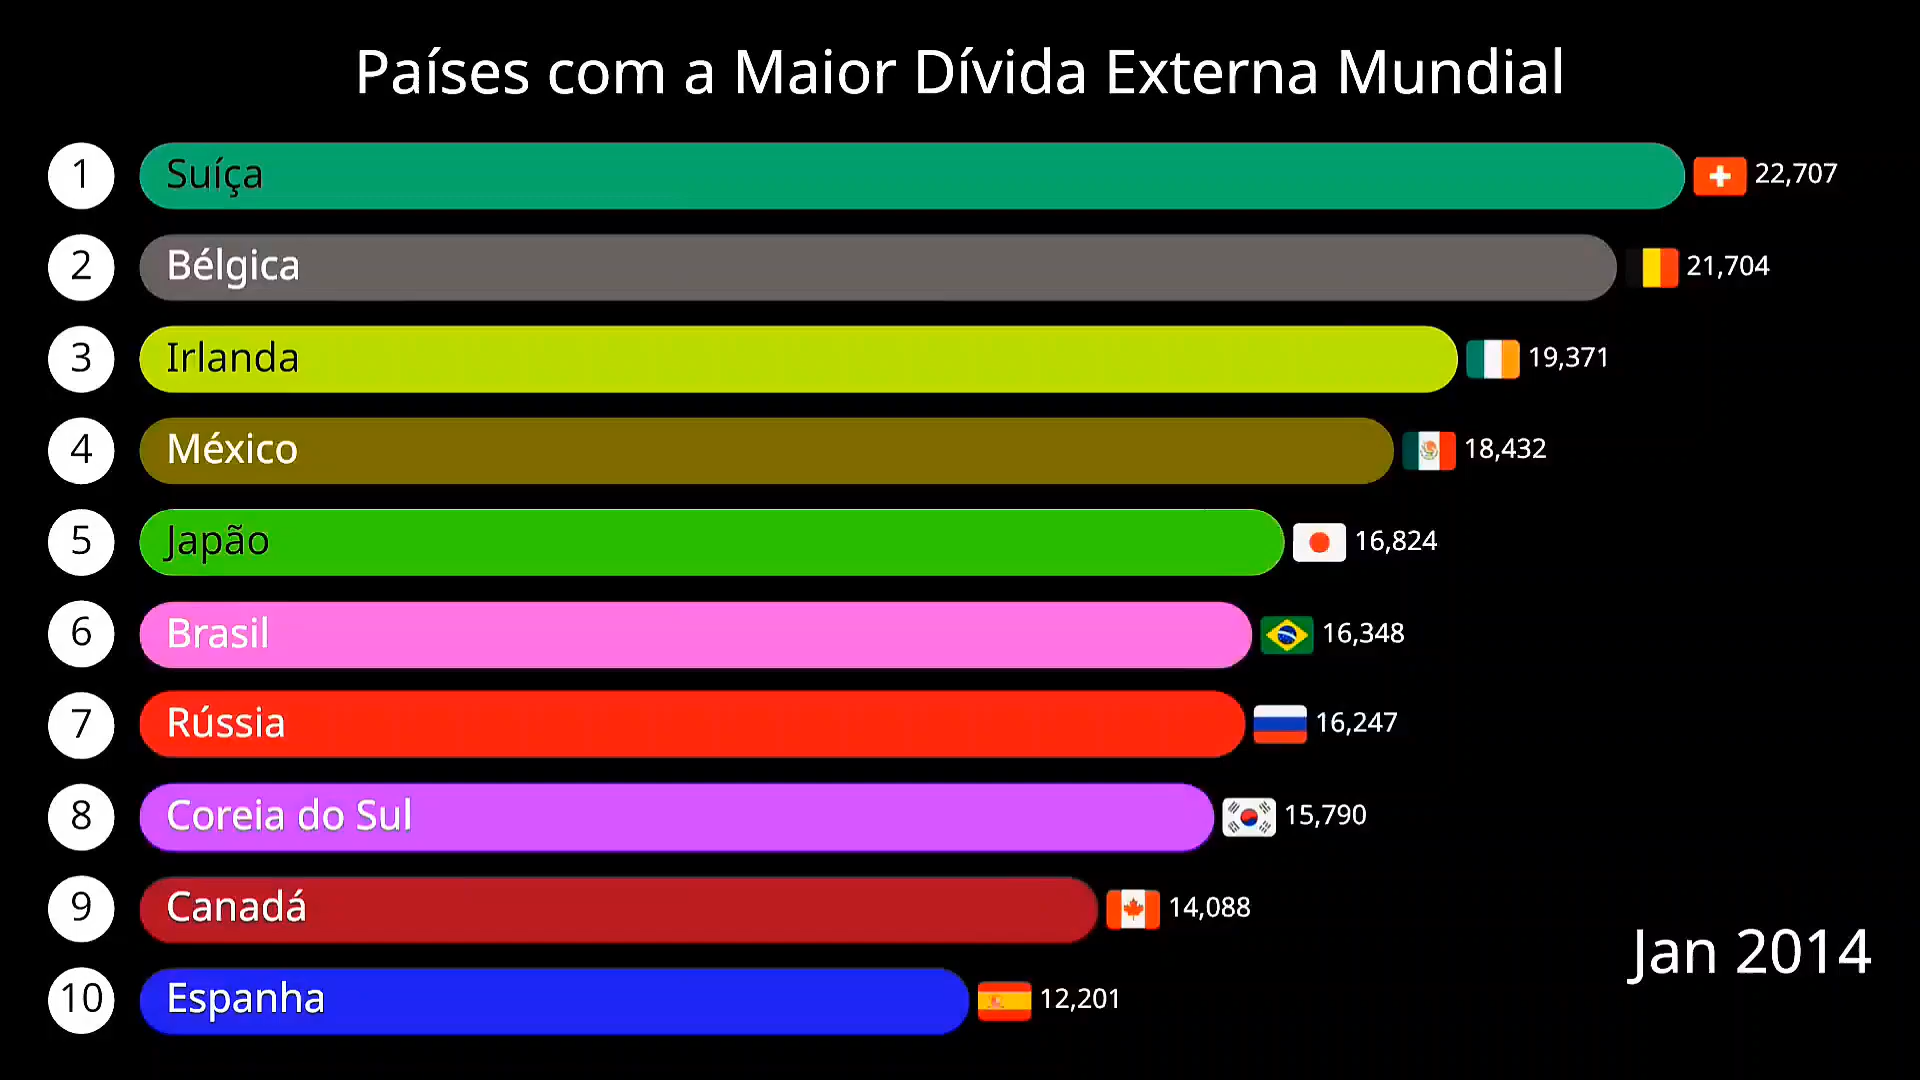 Países com a Maior Dívida Externa Mundial
1 Suíça 22,707
2 Bélgica 21,704
3 Irlanda 19,371
4 México 18,432
5 Japão 16,824
6 Brasil 16,348
7 Rússia 16,247
8 Coreia do Sul 15,790
9 Canadá 14,088
10 Espanha 12,201
Jan 2014